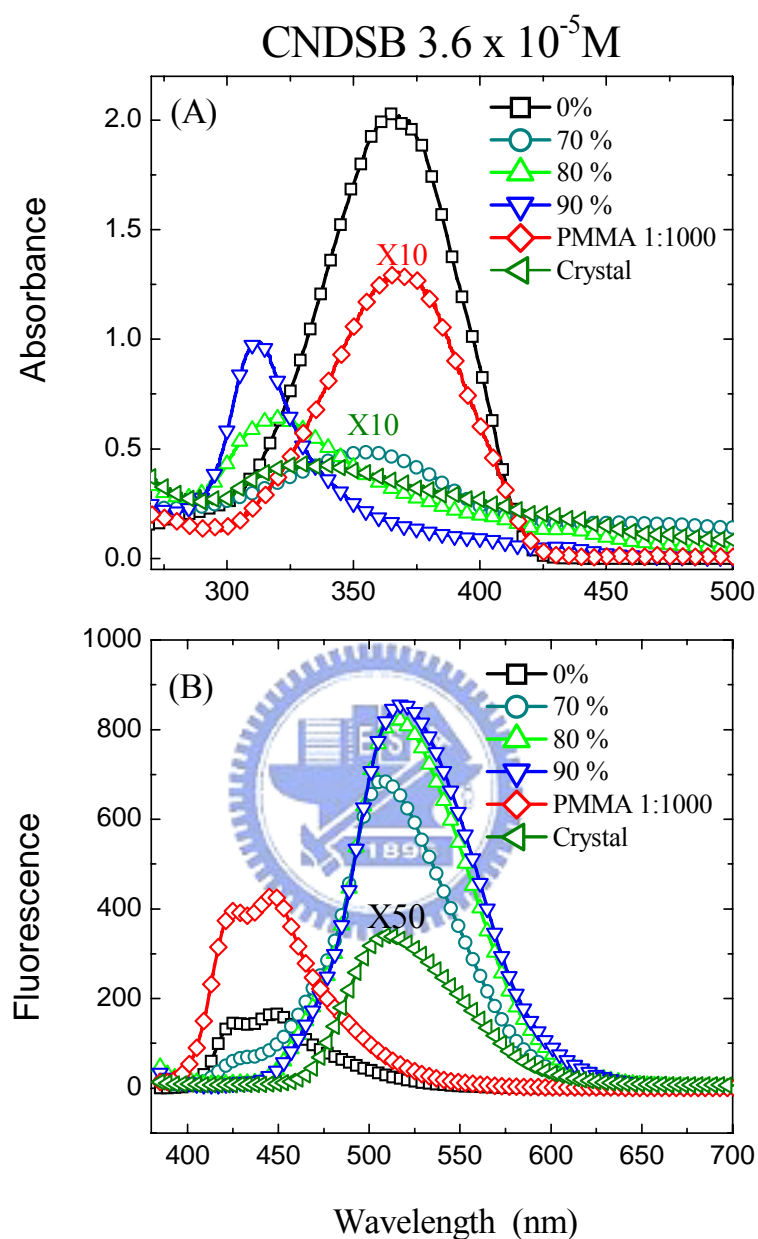 CNDSB 3.6 x 10⁻⁵M
(A)
0%
70 %
80 %
90 %
PMMA 1:1000
Crystal
X10
X10
Absorbance
2.0
1.5
1.0
0.5
0.0
300 350 400 450 500
(B)
0%
70 %
80 %
90 %
PMMA 1:1000
Crystal
X50
1896
Fluorescence
1000
800
600
400
200
0
400 450 500 550 600 650 700
Wavelength (nm)